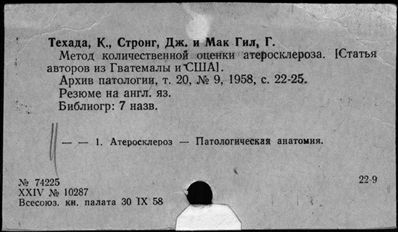 Техада, К., Стронг, Дж. и Мак Гил, Г.
Метод количественной оценки атеросклероза. [Статья
авторов из Гватемалы и США].
Архив патологии, т. 20, № 9, 1958, с. 22-25.
Резюме на англ. яз.
Библиогр: 7 назв.
— — 1. Атеросклероз — Патологическая анатомия.
№ 74225
22-9
XXIV № 10287
Всесоюз. кн. палата 30 IX 58